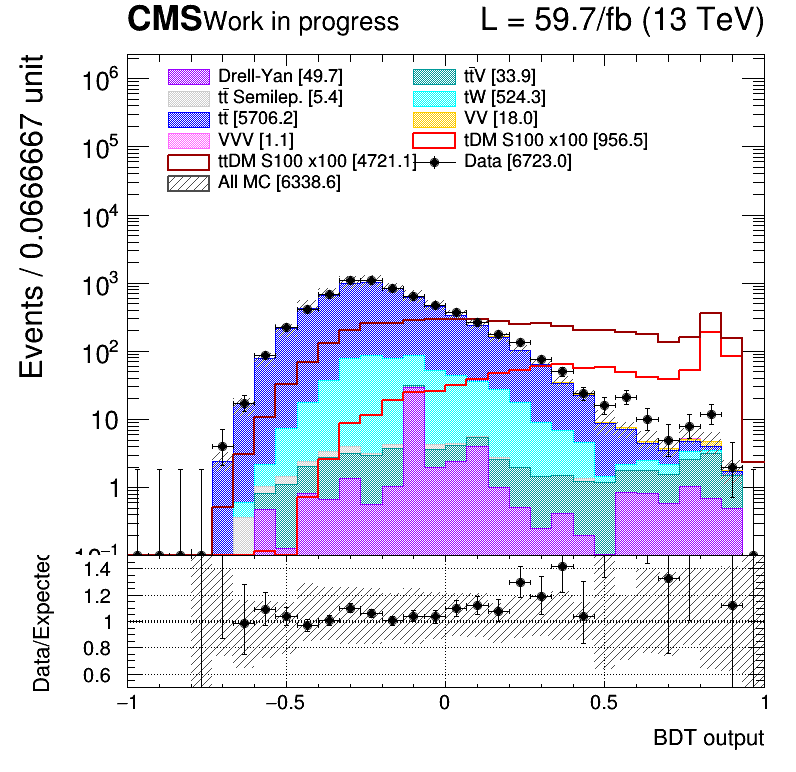 CMS Work in progress L = 59.7/fb (13 TeV)
Events / 0.0666667 unit
10⁶
10⁵
10⁴
10³
10²
10
1
10⁻¹
Drell-Yan [49.7] tt̄V [33.9]
tt̄ Semilep. [5.4] tW [524.3]
tt̄ [5706.2] VV [18.0]
VVV [1.1] tDM S100 x100 [956.5]
ttDM S100 x100 [4721.1] Data [6723.0]
All MC [6338.6]
Data/Expected
1.4
1.2
1
0.8
0.6
−1 −0.5 0 0.5 1
BDT output